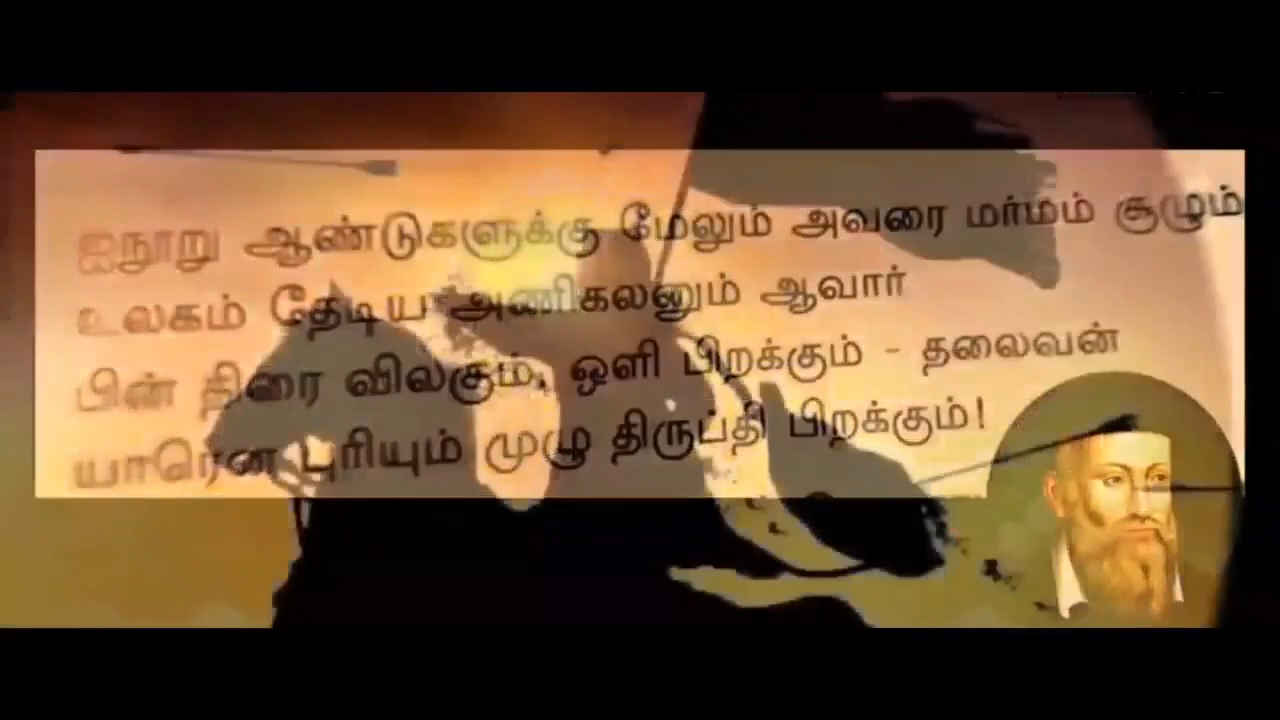 ஐநூறு ஆண்டுகளுக்கு மேலும் அவரை மர்மம் சூழும்
உலகம் தேடிய அணிகலனும் ஆவார்
பின் திரை விலகும், ஒளி பிறக்கும் - தலைவன்
யாரென புரியும் முழு திருப்தி பிறக்கும்!